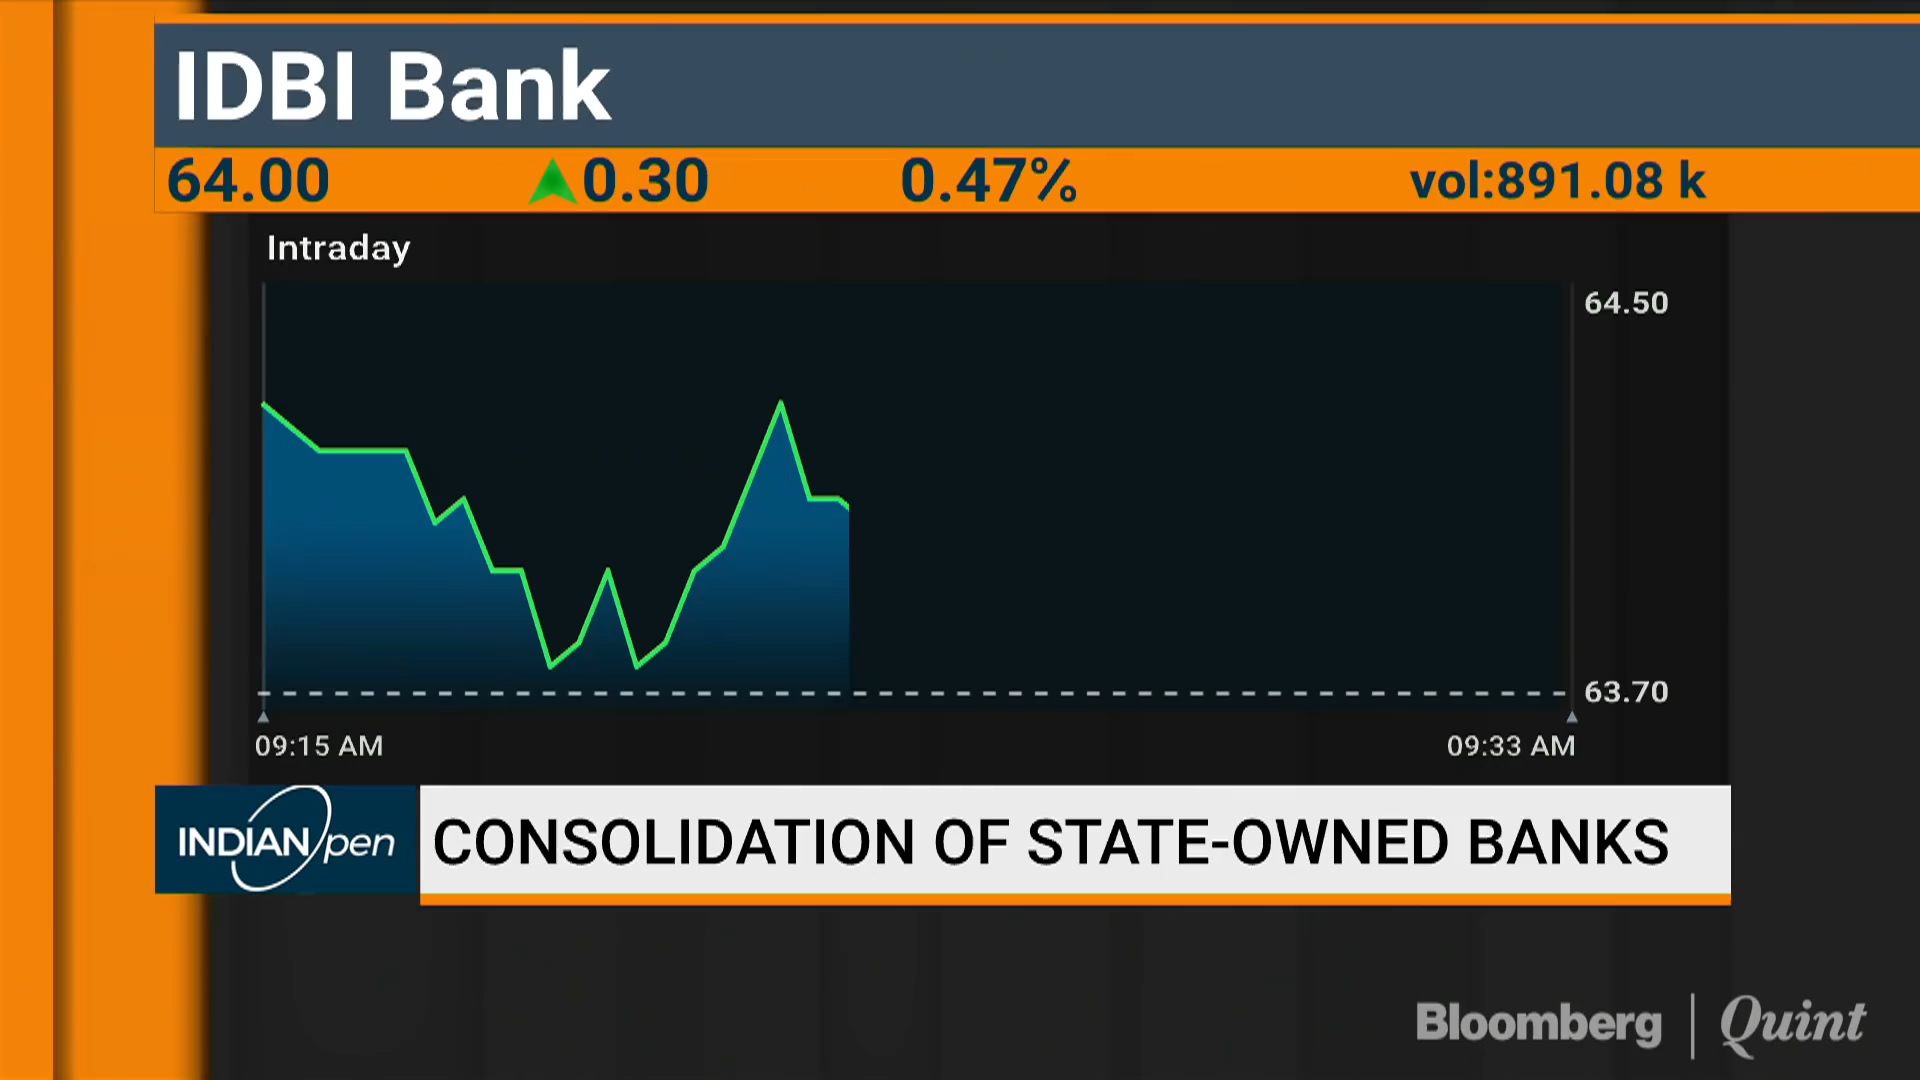 IDBI Bank
64.00 0.30 0.47% vol:891.08 k
Intraday
64.50
63.70
09:15 AM 09:33 AM
INDIAN Open CONSOLIDATION OF STATE-OWNED BANKS
Bloomberg | Quint